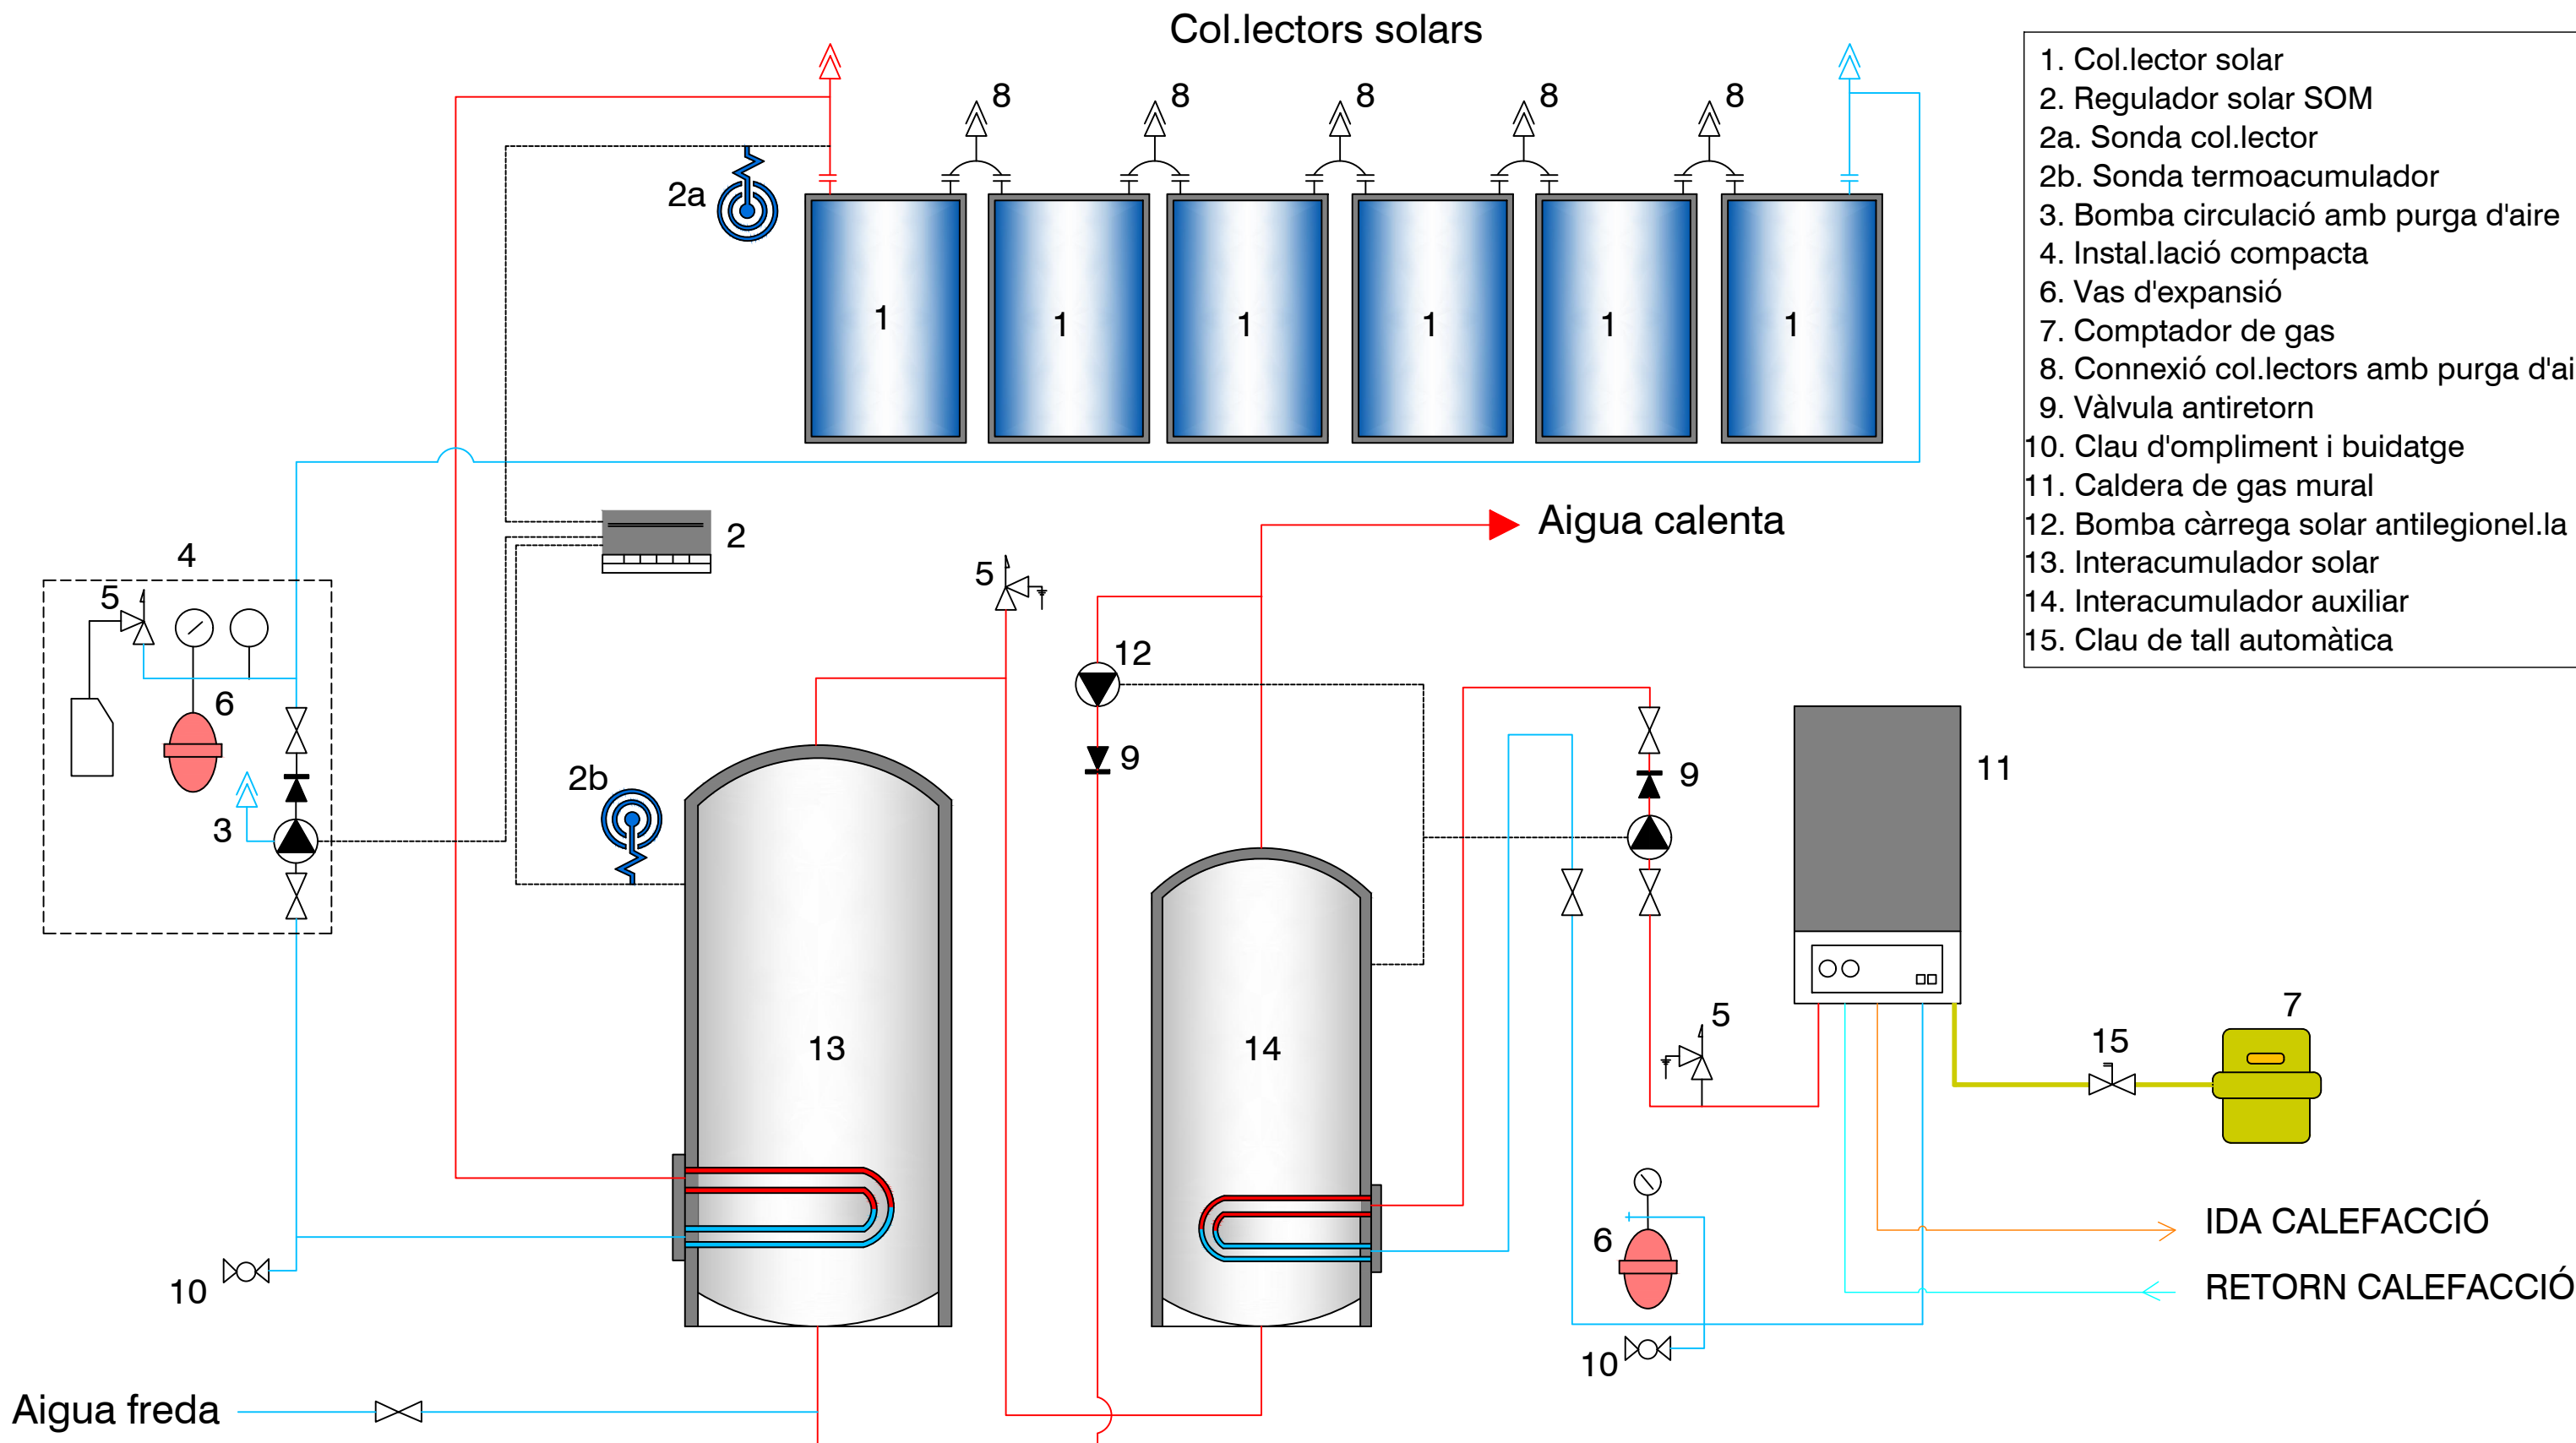 Col.lectors solars
1. Col.lector solar
2. Regulador solar SOM
2a. Sonda col.lector
2b. Sonda termoacumulador
3. Bomba circulació amb purga d'aire
4. Instal.lació compacta
6. Vas d'expansió
7. Comptador de gas
8. Connexió col.lectors amb purga d'ai
9. Vàlvula antiretorn
10. Clau d'ompliment i buidatge
11. Caldera de gas mural
12. Bomba càrrega solar antilegionel.la
13. Interacumulador solar
14. Interacumulador auxiliar
15. Clau de tall automàtica
8 8 8 8 8
2a
1 1 1 1 1 1
2
Aigua calenta
4
5
5
12
6
9
9
11
2b
3
13
14
5
7
15
IDA CALEFACCIÓ
6
RETORN CALEFACCIÓ
10
10
Aigua freda